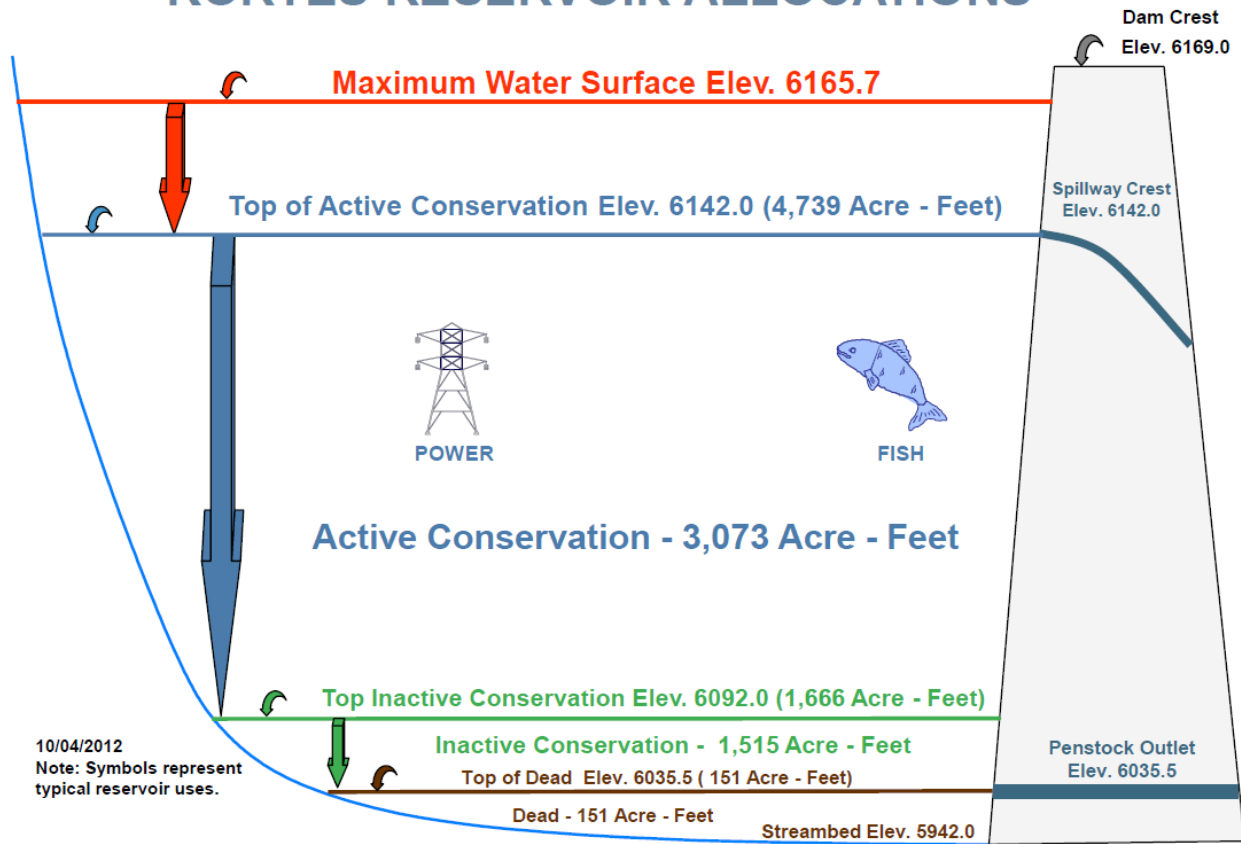 KORTES RESERVOIR ALLOCATIONS
Dam Crest
Elev. 6169.0
Maximum Water Surface Elev. 6165.7
Top of Active Conservation Elev. 6142.0 (4,739 Acre - Feet)
Spillway Crest
Elev. 6142.0
POWER
FISH
Active Conservation - 3,073 Acre - Feet
Top Inactive Conservation Elev. 6092.0 (1,666 Acre - Feet)
Inactive Conservation - 1,515 Acre - Feet
Top of Dead Elev. 6035.5 ( 151 Acre - Feet)
Penstock Outlet
Elev. 6035.5
Dead - 151 Acre - Feet
Streambed Elev. 5942.0
10/04/2012
Note: Symbols represent
typical reservoir uses.